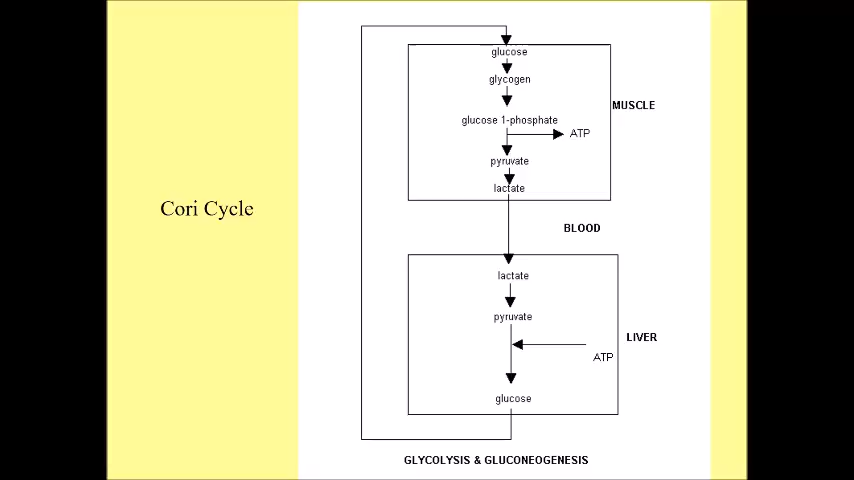 Cori Cycle
glucose
glycogen
MUSCLE
glucose 1-phosphate
ATP
pyruvate
lactate
BLOOD
lactate
pyruvate
LIVER
ATP
glucose
GLYCOLYSIS & GLUCONEOGENESIS